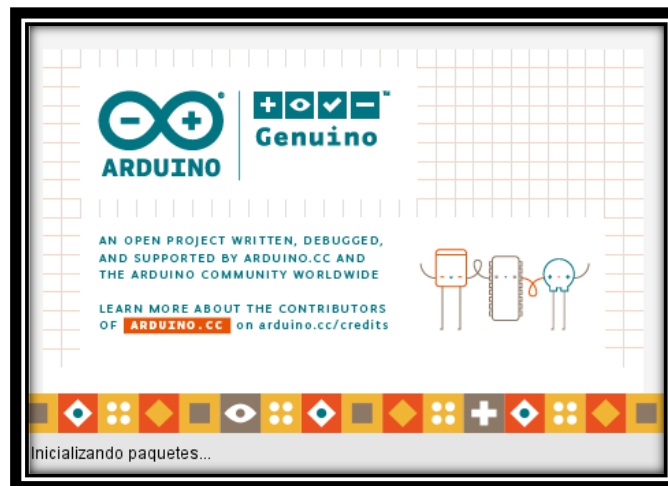 ARDUINO
Genuino
AN OPEN PROJECT WRITTEN, DEBUGGED,
AND SUPPORTED BY ARDUINO.CC AND
THE ARDUINO COMMUNITY WORLDWIDE
LEARN MORE ABOUT THE CONTRIBUTORS
OF ARDUINO.CC on arduino.cc/credits
Inicializando paquetes...